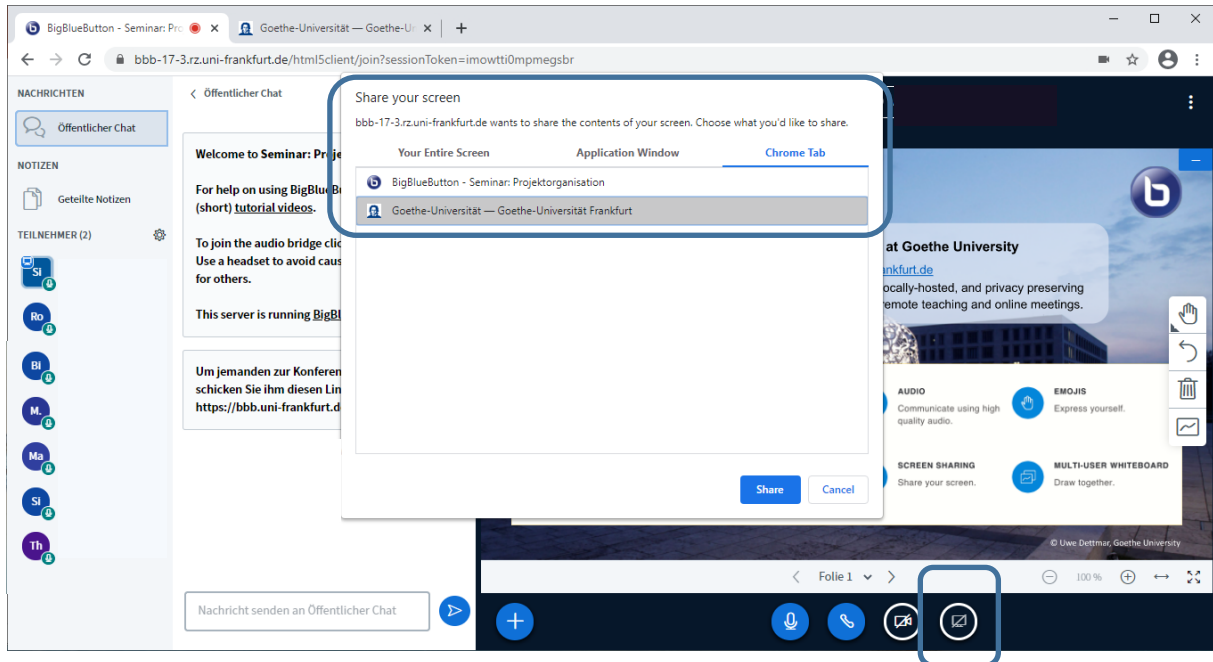 BigBlueButton - Seminar: Pro
Goethe-Universität — Goethe-Ur
bbb-17-3.rz.uni-frankfurt.de/html5client/join?sessionToken=imowtti0mpmegsbr
NACHRICHTEN
Öffentlicher Chat
NOTIZEN
Geteilte Notizen
TEILNEHMER (2)
SI
Ro
BI
M.
Ma
Si
Th
Öffentlicher Chat
Welcome to Seminar: Proje
For help on using BigBlueBu
(short) tutorial videos.
To join the audio bridge clic
Use a headset to avoid caus
for others.
This server is running BigBl
Um jemanden zur Konferen
schicken Sie ihm diesen Lin
https://bbb.uni-frankfurt.d
Nachricht senden an Öffentlicher Chat
Share your screen
bbb-17-3.rz.uni-frankfurt.de wants to share the contents of your screen. Choose what you'd like to share.
Your Entire Screen
Application Window
Chrome Tab
BigBlueButton - Seminar: Projektorganisation
Goethe-Universität — Goethe-Universität Frankfurt
Share
Cancel
at Goethe University
ankfurt.de
ocally-hosted, and privacy preserving
remote teaching and online meetings.
AUDIO
Communicate using high
quality audio.
EMOJIS
Express yourself.
SCREEN SHARING
Share your screen.
MULTI-USER WHITEBOARD
Draw together.
© Uwe Dettmar, Goethe University
Folie 1
100 %